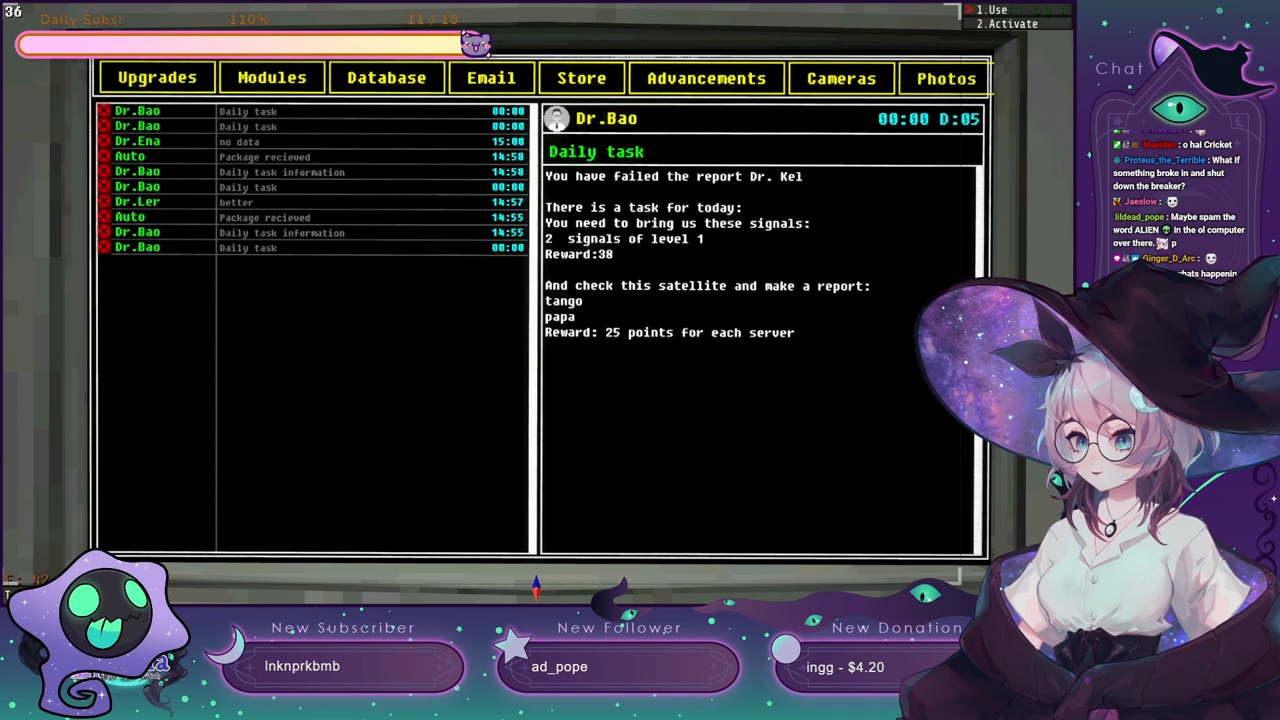 36
Daily Subs!
110%
11 / 10
1.Use
2.Activate
Upgrades
Modules
Database
Email
Store
Advancements
Cameras
Photos
Dr.Bao Daily task 00:00
Dr.Bao Daily task 00:00
Dr.Ena no data 15:00
Auto Package recieved 14:58
Dr.Bao Daily task information 14:58
Dr.Bao Daily task 00:00
Dr.Ler better 14:57
Auto Package recieved 14:55
Dr.Bao Daily task information 14:55
Dr.Bao Daily task 00:00
Dr.Bao 00:00 D:05
Daily task
You have failed the report Dr. Kel
There is a task for today:
You need to bring us these signals:
2 signals of level 1
Reward:38
And check this satellite and make a report:
tango
papa
Reward: 25 points for each server
Chat
Masidan: o hai Cricket
Proteus_the_Terrible: What if
something broke in and shut
down the breaker?
Jaeslow:
lildead_pope: Maybe spam the
word ALIEN 👽 in the ol computer
over there. p
Ginger_D_Arc:
whats happenin
New Subscriber
lnknprkbmb
New Follower
ad_pope
New Donation
ingg - $4.20